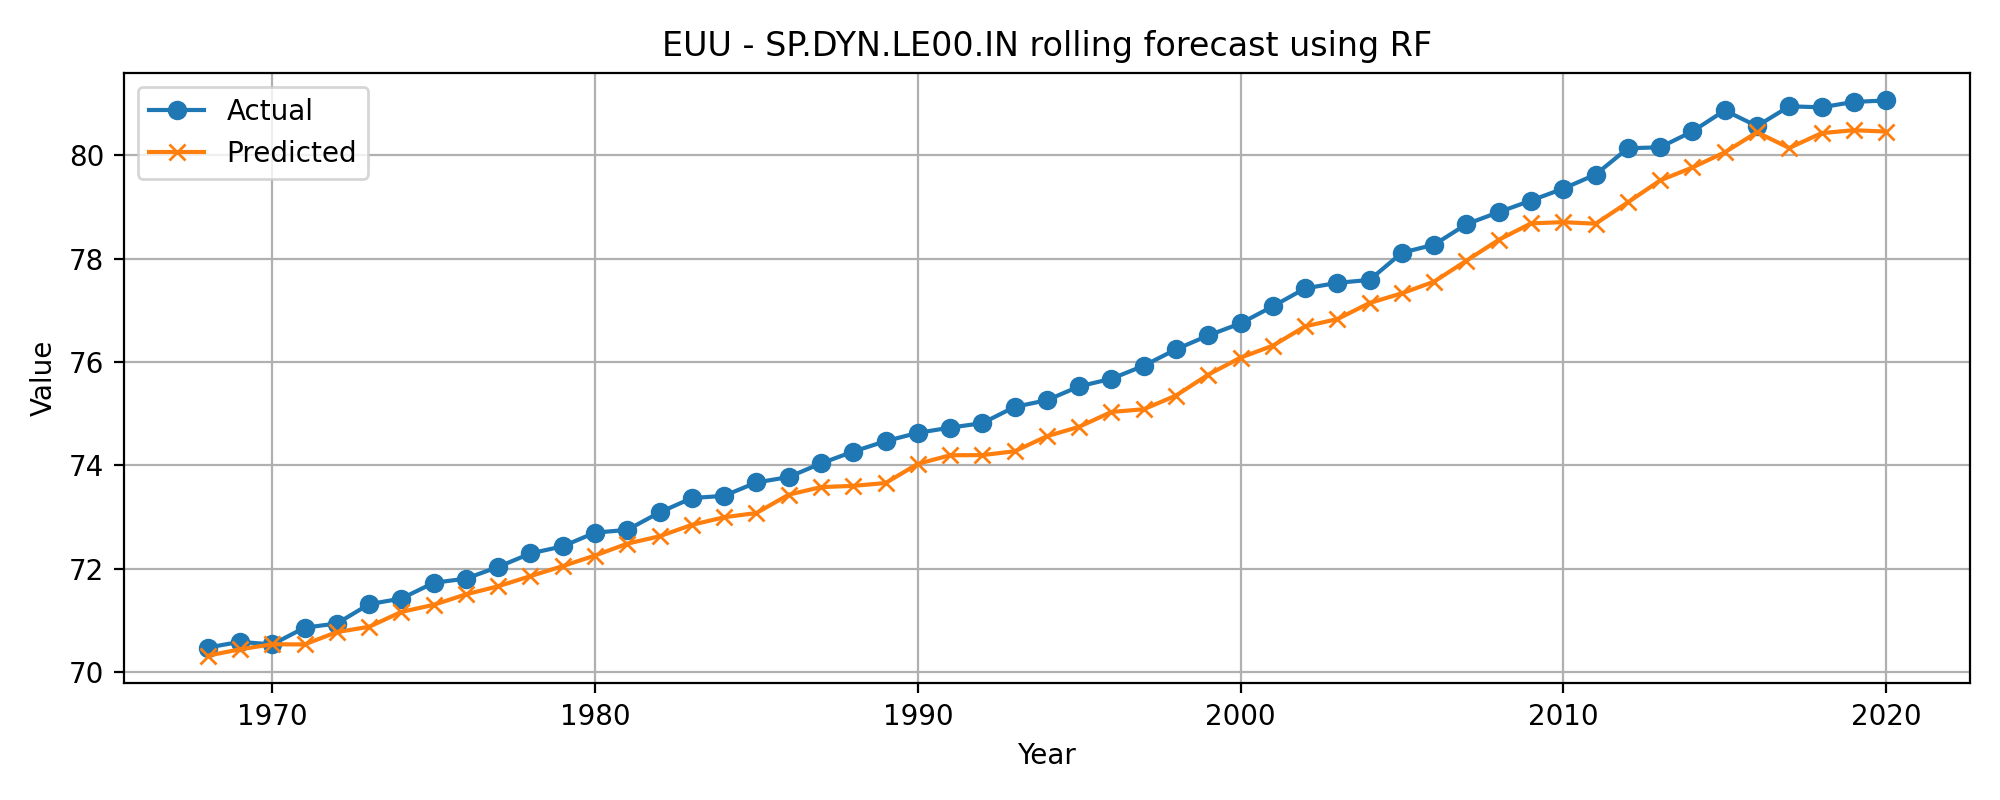 EUU - SP.DYN.LE00.IN rolling forecast using RF
Actual
Predicted
80
78
76
74
72
70
Value
1970 1980 1990 2000 2010 2020
Year